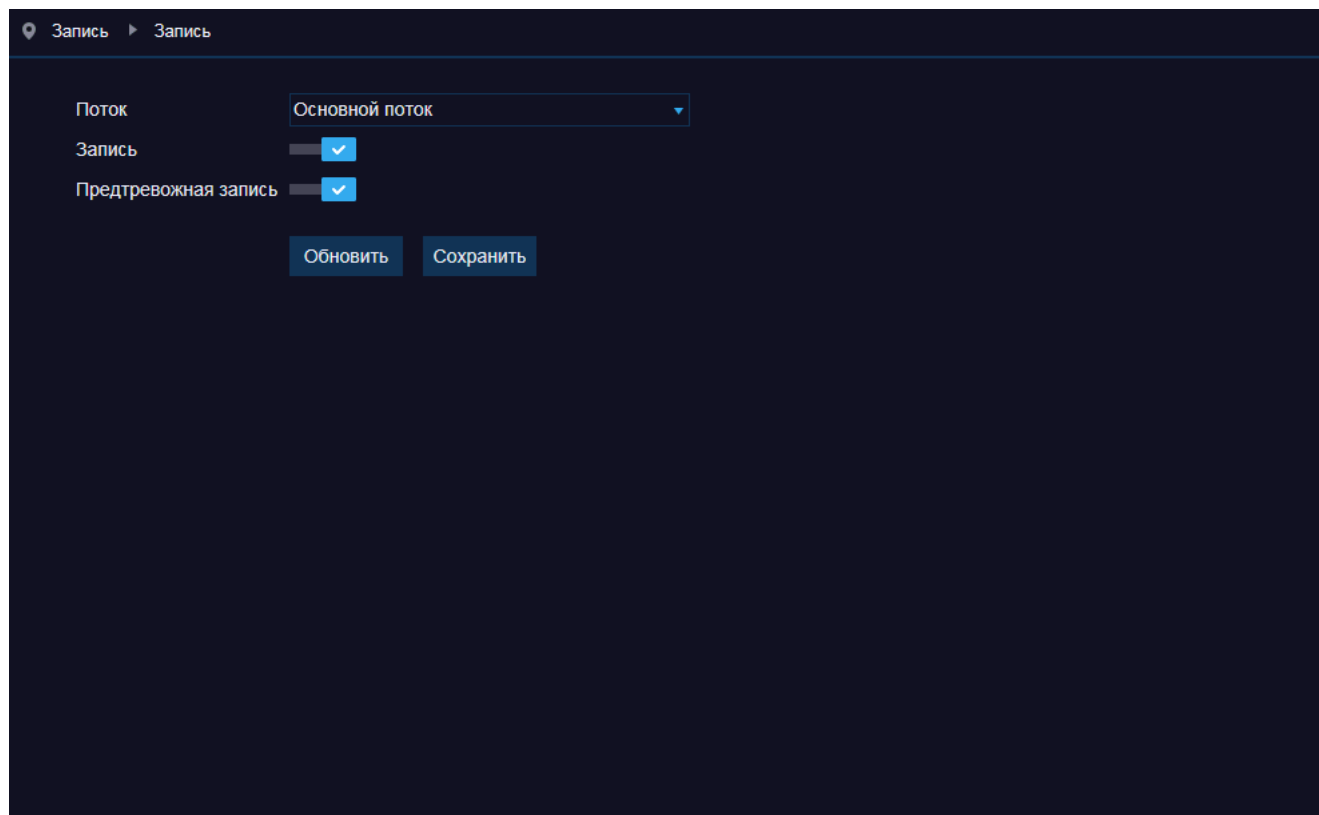 Запись Запись
Поток Основной поток
Запись
Предтревожная запись
Обновить Сохранить